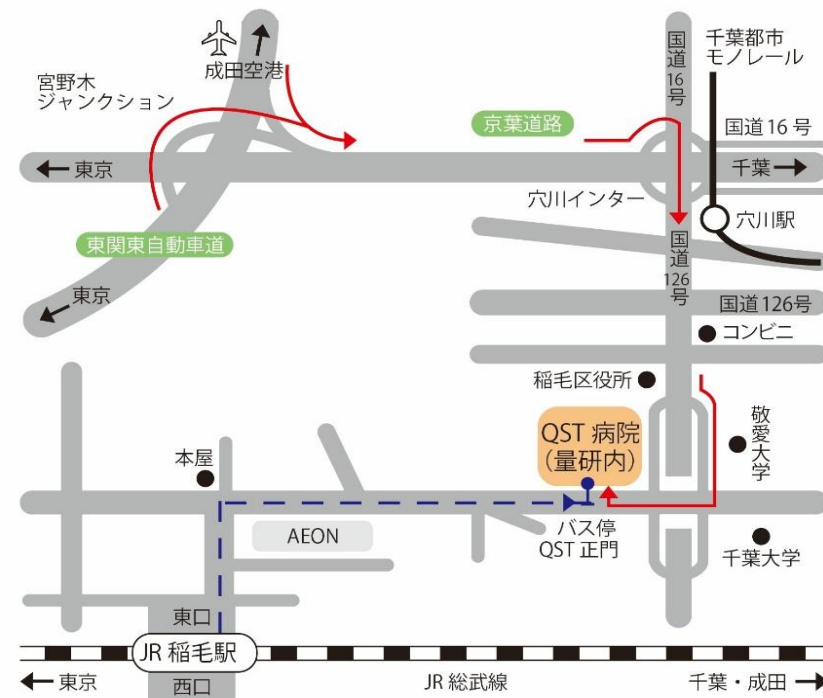 成田空港
宮野木
ジャンクション
国道16号
千葉都市
モノレール
京葉道路
国道16号
東京
千葉
穴川インター
穴川駅
東関東自動車道
国道126号
東京
国道126号
コンビニ
稲毛区役所
敬愛大学
QST 病院
(量研内)
本屋
AEON
バス停
QST 正門
千葉大学
東口
JR 稲毛駅
西口
東京
JR 総武線
千葉・成田